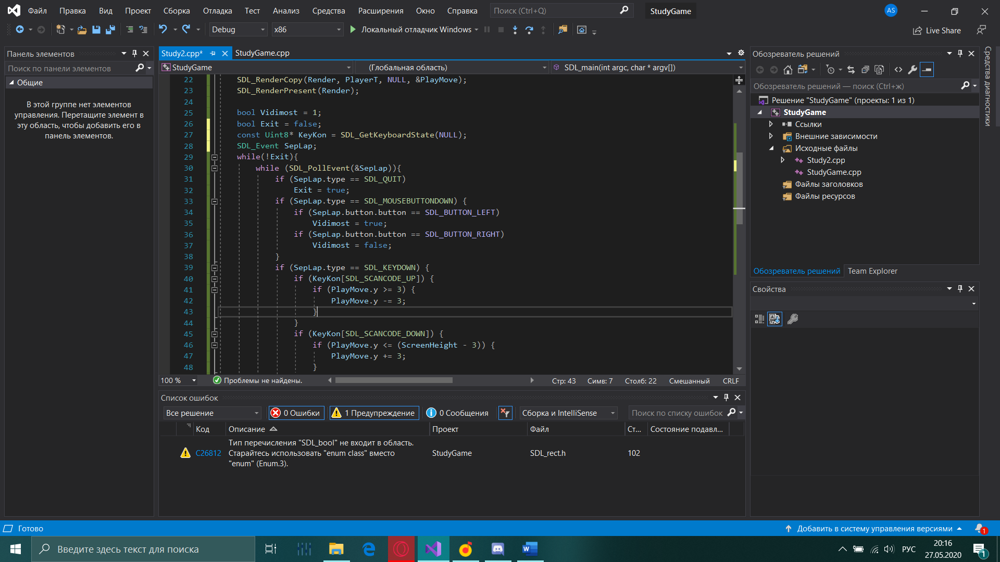 Файл Правка Вид Проект Сборка Отладка Тест Анализ Средства Расширения Окно Справка Поиск (Ctrl+Q) StudyGame AS
Debug x86 Локальный отладчик Windows Live Share
Панель элементов
Поиск по панели элементов
Общие
В этой группе нет элементов
управления. Перетащите элемент в
эту область, чтобы добавить его в
панель элементов.
Study2.cpp* StudyGame.cpp
StudyGame (Глобальная область) SDL_main(int argc, char * argv[])
22 SDL_RenderCopy(Render, PlayerT, NULL, &PlayMove);
23 SDL_RenderPresent(Render);
24
25 bool Vidimost = 1;
26 bool Exit = false;
27 const Uint8* KeyKon = SDL_GetKeyboardState(NULL);
28 SDL_Event SepLap;
29 while(!Exit){
30 while (SDL_PollEvent(&SepLap)){
31 if (SepLap.type == SDL_QUIT)
32 Exit = true;
33 if (SepLap.type == SDL_MOUSEBUTTONDOWN) {
34 if (SepLap.button.button == SDL_BUTTON_LEFT)
35 Vidimost = true;
36 if (SepLap.button.button == SDL_BUTTON_RIGHT)
37 Vidimost = false;
38 }
39 if (SepLap.type == SDL_KEYDOWN) {
40 if (KeyKon[SDL_SCANCODE_UP]) {
41 if (PlayMove.y >= 3) {
42 PlayMove.y -= 3;
43 }
44 }
45 if (KeyKon[SDL_SCANCODE_DOWN]) {
46 if (PlayMove.y <= (ScreenHeight - 3)) {
47 PlayMove.y += 3;
48 }
100 % Проблемы не найдены. Стр: 43 Симв: 7 Столб: 22 Смешанный CRLF
Список ошибок
Все решение 0 Ошибки 1 Предупреждение 0 Сообщения Сборка и IntelliSense Поиск по списку ошибок
Код Описание Проект Файл Ст... Состояние подавл...
C26812 Тип перечисления "SDL_bool" не входит в область.
Старайтесь использовать "enum class" вместо
"enum" (Enum.3). StudyGame SDL_rect.h 102
Обозреватель решений
Обозреватель решений — поиск (Ctrl+ж)
Решение "StudyGame" (проекты: 1 из 1)
StudyGame
Ссылки
Внешние зависимости
Исходные файлы
Study2.cpp
StudyGame.cpp
Файлы заголовков
Файлы ресурсов
Обозреватель решений Team Explorer
Свойства
Средства диагностики
Готово Добавить в систему управления версиями 1
Введите здесь текст для поиска РУС 20:16
27.05.2020 1